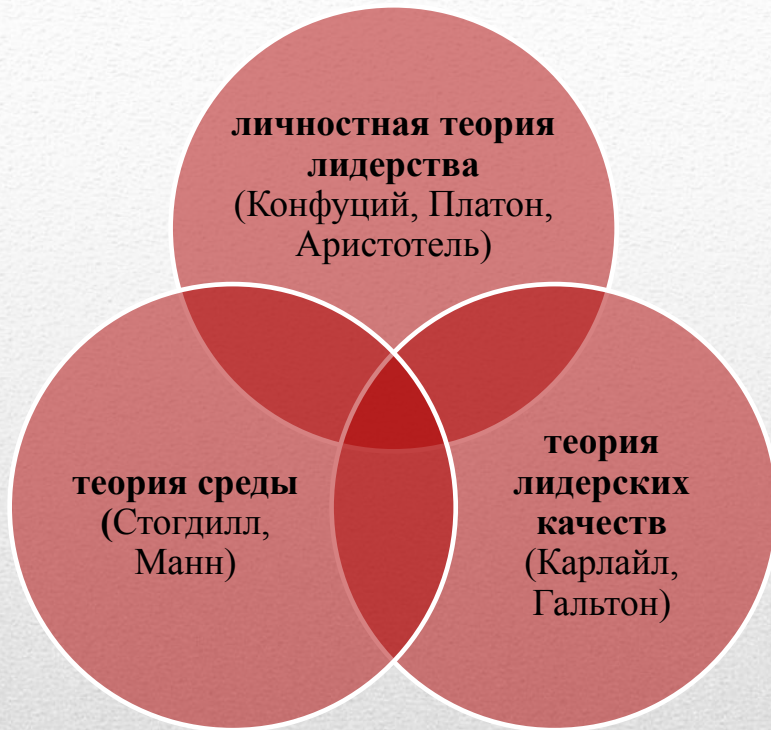 личностная теория
лидерства
(Конфуций, Платон,
Аристотель)
теория среды
(Стогдилл,
Манн)
теория
лидерских
качеств
(Карлайл,
Гальтон)